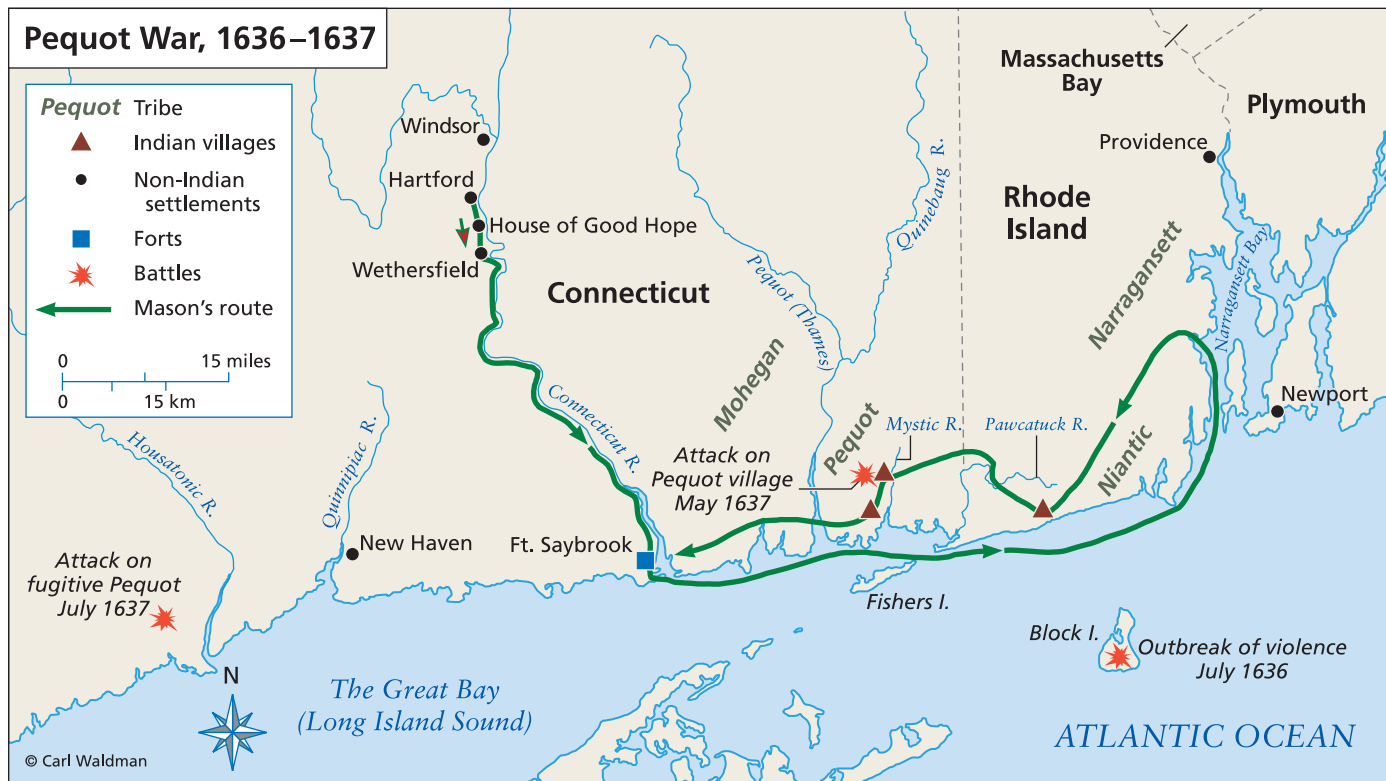 Pequot War, 1636–1637
Pequot Tribe
Indian villages
Non-Indian
settlements
Forts
Battles
Mason's route
0 15 miles
0 15 km
Windsor
Hartford
House of Good Hope
Wethersfield
Connecticut
Massachusetts
Bay
Plymouth
Providence
Rhode
Island
Quinebaug R.
Pequot (Thames)
Narragansett
Narragansett Bay
Mohegan
Connecticut R.
Newport
Pequot
Mystic R.
Pawcatuck R.
Niantic
Attack on
Pequot village
May 1637
Housatonic R.
Quinnipiac R.
New Haven
Ft. Saybrook
Attack on
fugitive Pequot
July 1637
Fishers I.
Block I.
Outbreak of violence
July 1636
N
The Great Bay
(Long Island Sound)
ATLANTIC OCEAN
© Carl Waldman